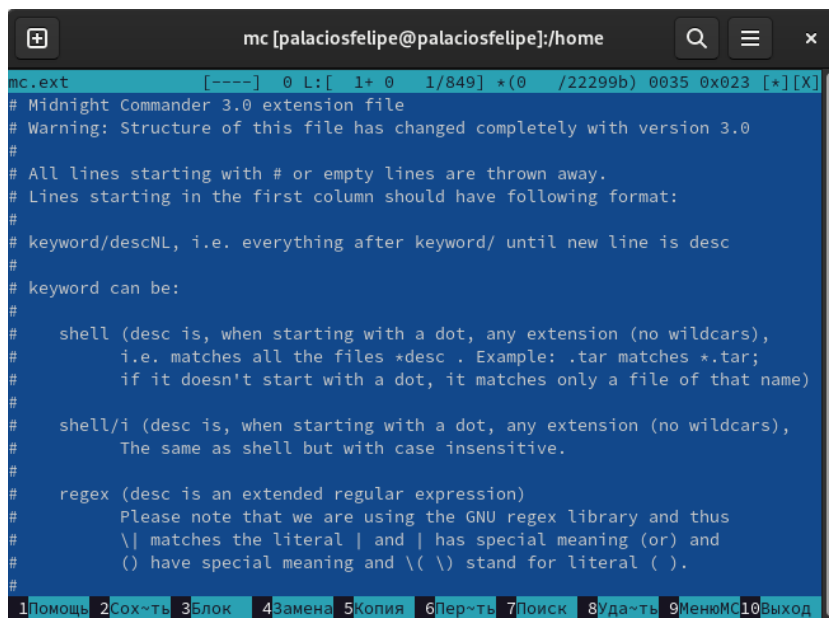 mc [palaciosfelipe@palaciosfelipe]:/home
mc.ext [----] 0 L:[ 1+ 0 1/849] *(0 /22299b) 0035 0x023 [*][X]
# Midnight Commander 3.0 extension file
# Warning: Structure of this file has changed completely with version 3.0
#
# All lines starting with # or empty lines are thrown away.
# Lines starting in the first column should have following format:
#
# keyword/descNL, i.e. everything after keyword/ until new line is desc
#
# keyword can be:
#
# shell (desc is, when starting with a dot, any extension (no wildcars),
# i.e. matches all the files *desc . Example: .tar matches *.tar;
# if it doesn't start with a dot, it matches only a file of that name)
#
# shell/i (desc is, when starting with a dot, any extension (no wildcars),
# The same as shell but with case insensitive.
#
# regex (desc is an extended regular expression)
# Please note that we are using the GNU regex library and thus
# \| matches the literal | and | has special meaning (or) and
# () have special meaning and \( \) stand for literal ( ).
#
1Помощь 2Сох~ть 3Блок 4Замена 5Копия 6Пер~ть 7Поиск 8Уда~ть 9МенюMC 10Выход